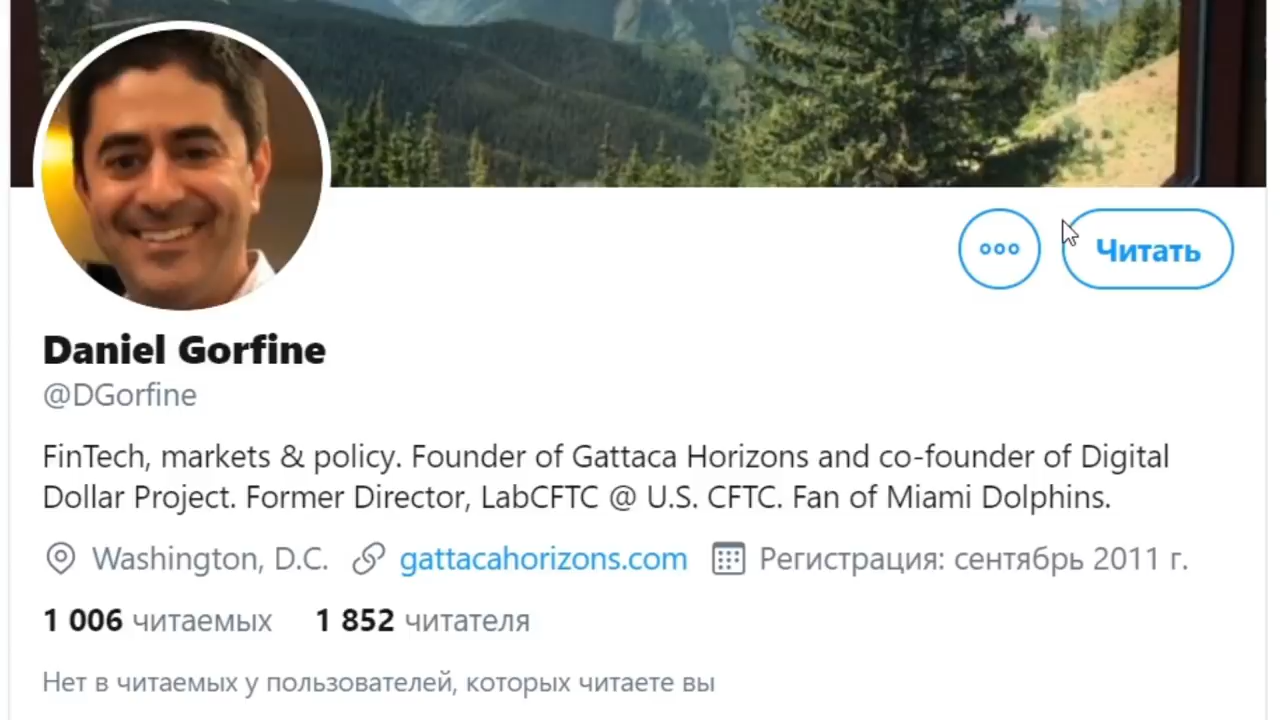 Читать
Daniel Gorfine
@DGorfine
FinTech, markets & policy. Founder of Gattaca Horizons and co-founder of Digital
Dollar Project. Former Director, LabCFTC @ U.S. CFTC. Fan of Miami Dolphins.
Washington, D.C. gattacahorizons.com Регистрация: сентябрь 2011 г.
1 006 читаемых 1 852 читателя
Нет в читаемых у пользователей, которых читаете вы